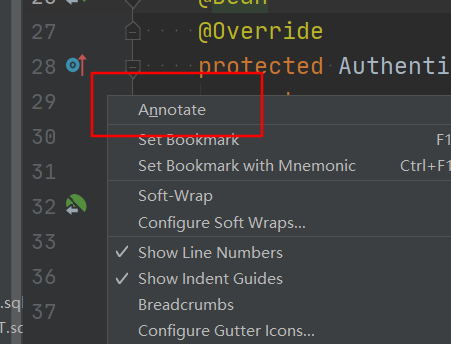 @Bean
27 @Override
28 protected Authenti
29
Annotate
30
Set Bookmark F1
31
Set Bookmark with Mnemonic Ctrl+F1
32
Soft-Wrap
Configure Soft Wraps...
33
Show Line Numbers
36
Show Indent Guides
.sql
Breadcrumbs
37
T.sc
Configure Gutter Icons...